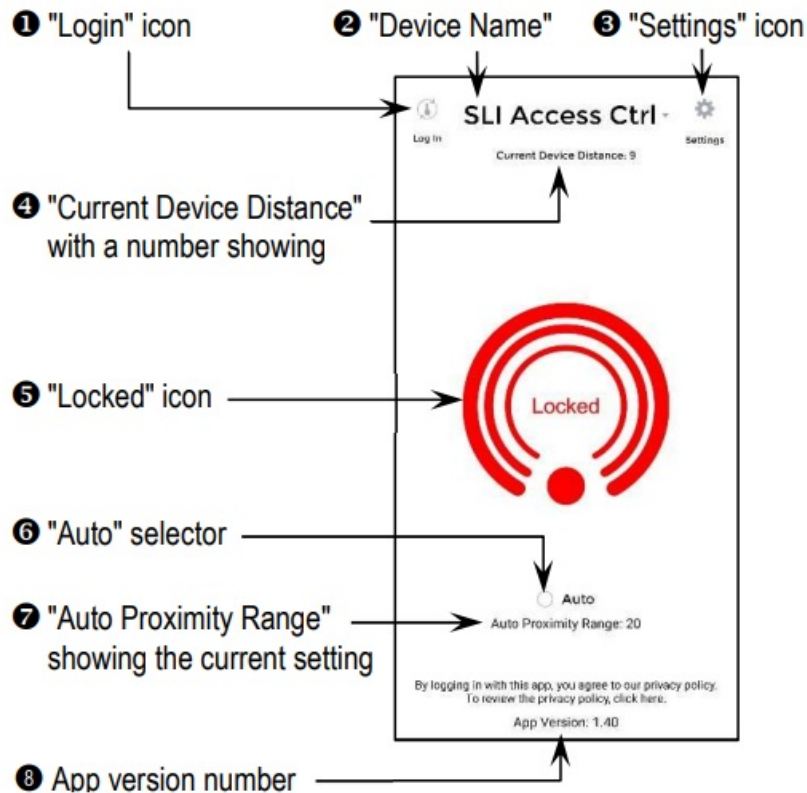 ❶ "Login" icon
❷ "Device Name"
❸ "Settings" icon
Log In
SLI Access Ctrl
Settings
Current Device Distance: 9
❹ "Current Device Distance"
with a number showing
❺ "Locked" icon
Locked
❻ "Auto" selector
Auto
❼ "Auto Proximity Range"
showing the current setting
Auto Proximity Range: 20
By logging in with this app, you agree to our privacy policy.
To review the privacy policy, click here.
App Version: 1.40
❽ App version number